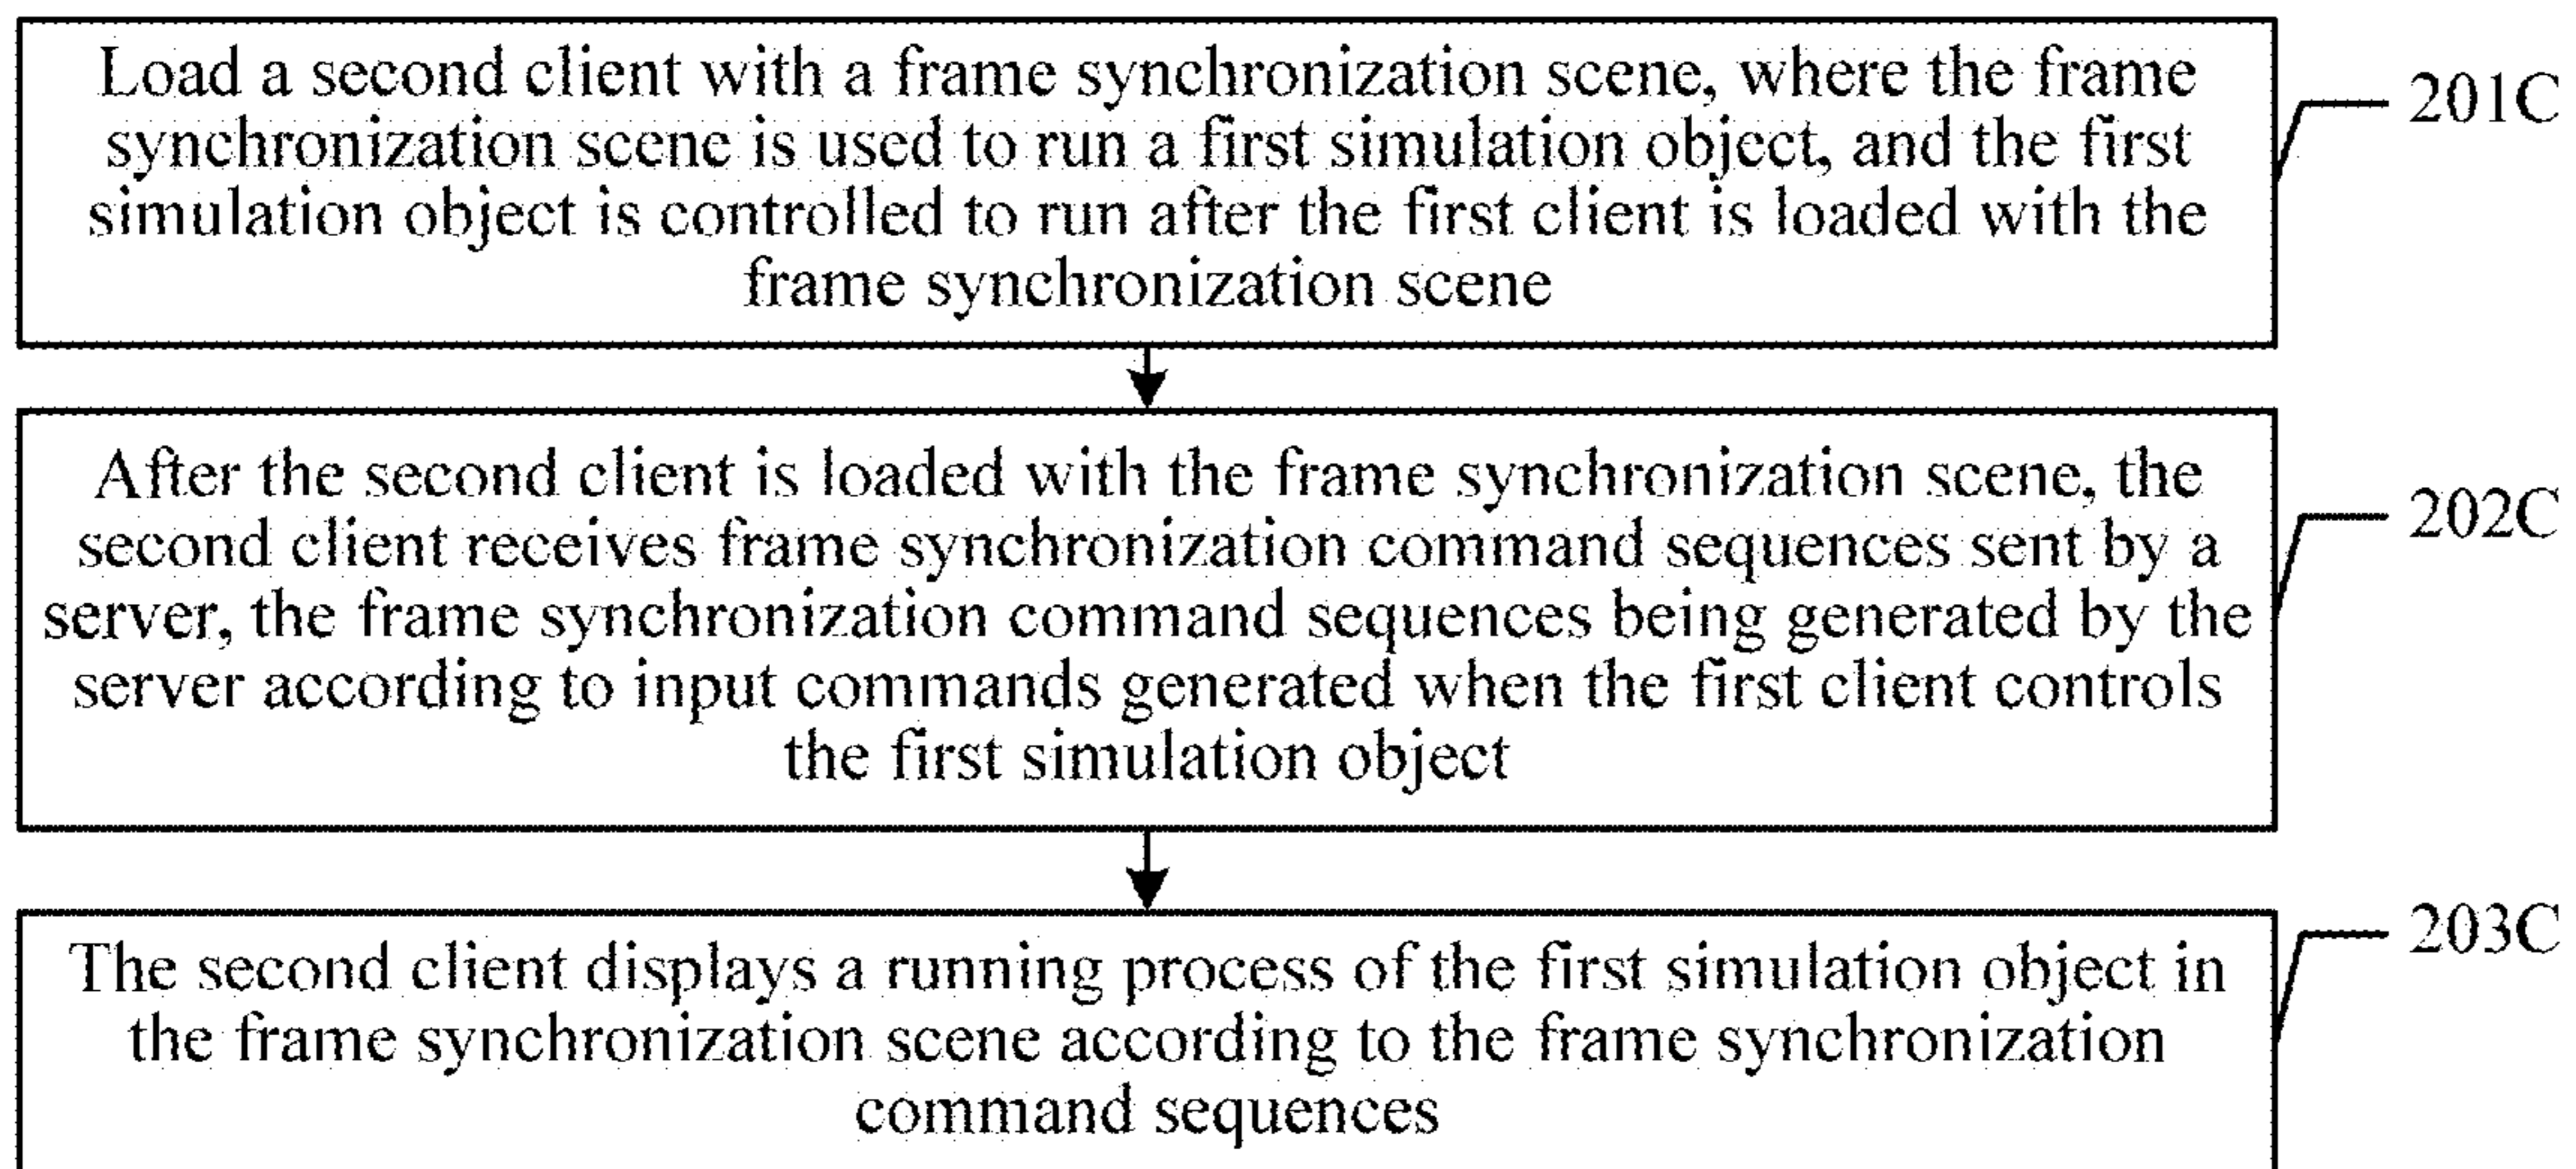 Load a second client with a frame synchronization scene, where the frame
synchronization scene is used to run a first simulation object, and the first
simulation object is controlled to run after the first client is loaded with the
frame synchronization scene
201C
After the second client is loaded with the frame synchronization scene, the
second client receives frame synchronization command sequences sent by a
server, the frame synchronization command sequences being generated by the
server according to input commands generated when the first client controls
the first simulation object
202C
The second client displays a running process of the first simulation object in
the frame synchronization scene according to the frame synchronization
command sequences
203C